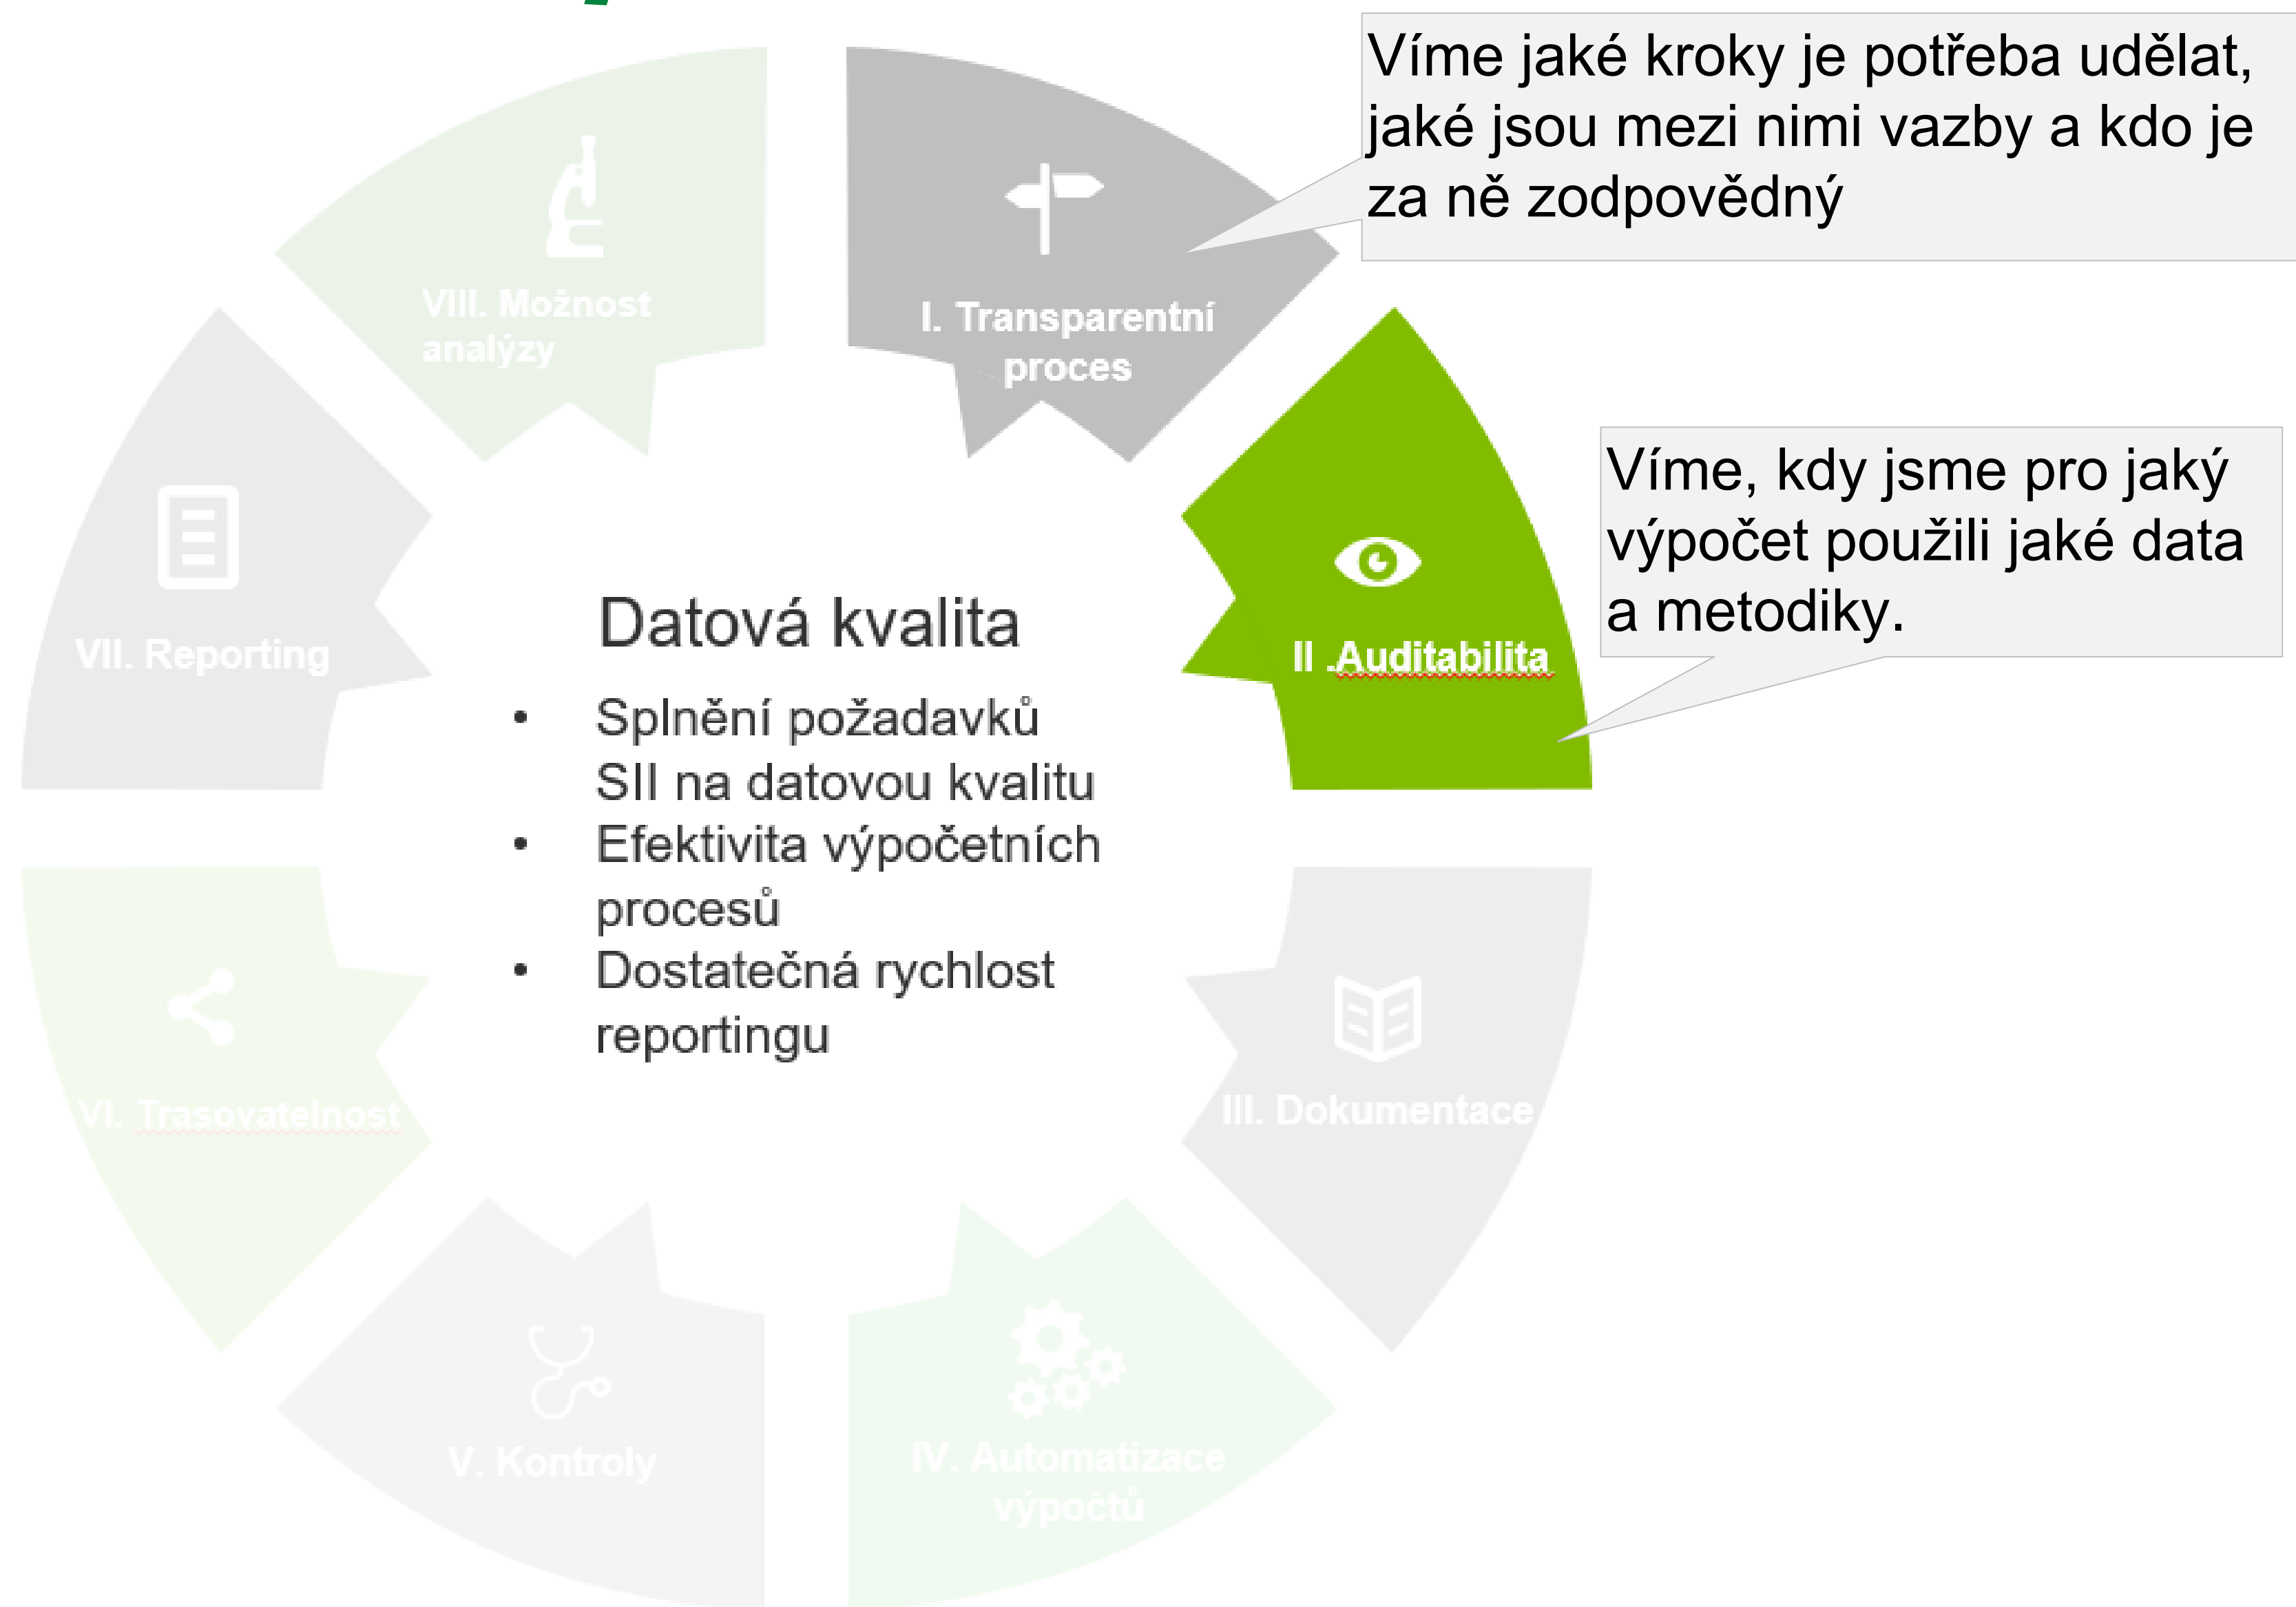 Víme jaké kroky je potřeba udělat,
jaké jsou mezi nimi vazby a kdo je
za ně zodpovědný
I. Transparentní
proces
Víme, kdy jsme pro jaký
výpočet použili jaké data
a metodiky.
II .Auditabilita
III. Dokumentace
IV. Automatizace
výpočtů
V. Kontroly
VI. Trasovatelnost
VII. Reporting
VIII. Možnost
analýzy
Datová kvalita
• Splnění požadavků
SII na datovou kvalitu
• Efektivita výpočetních
procesů
• Dostatečná rychlost
reportingu